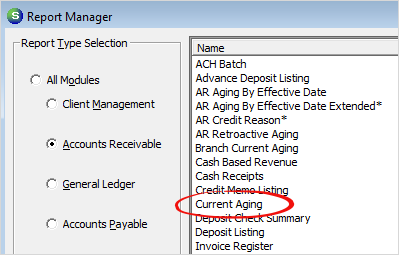 S Report Manager
Report Type Selection
All Modules
Client Management
Accounts Receivable
General Ledger
Accounts Payable
Name
ACH Batch
Advance Deposit Listing
AR Aging By Effective Date
AR Aging By Effective Date Extended*
AR Credit Reason*
AR Retroactive Aging
Branch Current Aging
Cash Based Revenue
Cash Receipts
Credit Memo Listing
Current Aging
Deposit Check Summary
Deposit Listing
Invoice Register